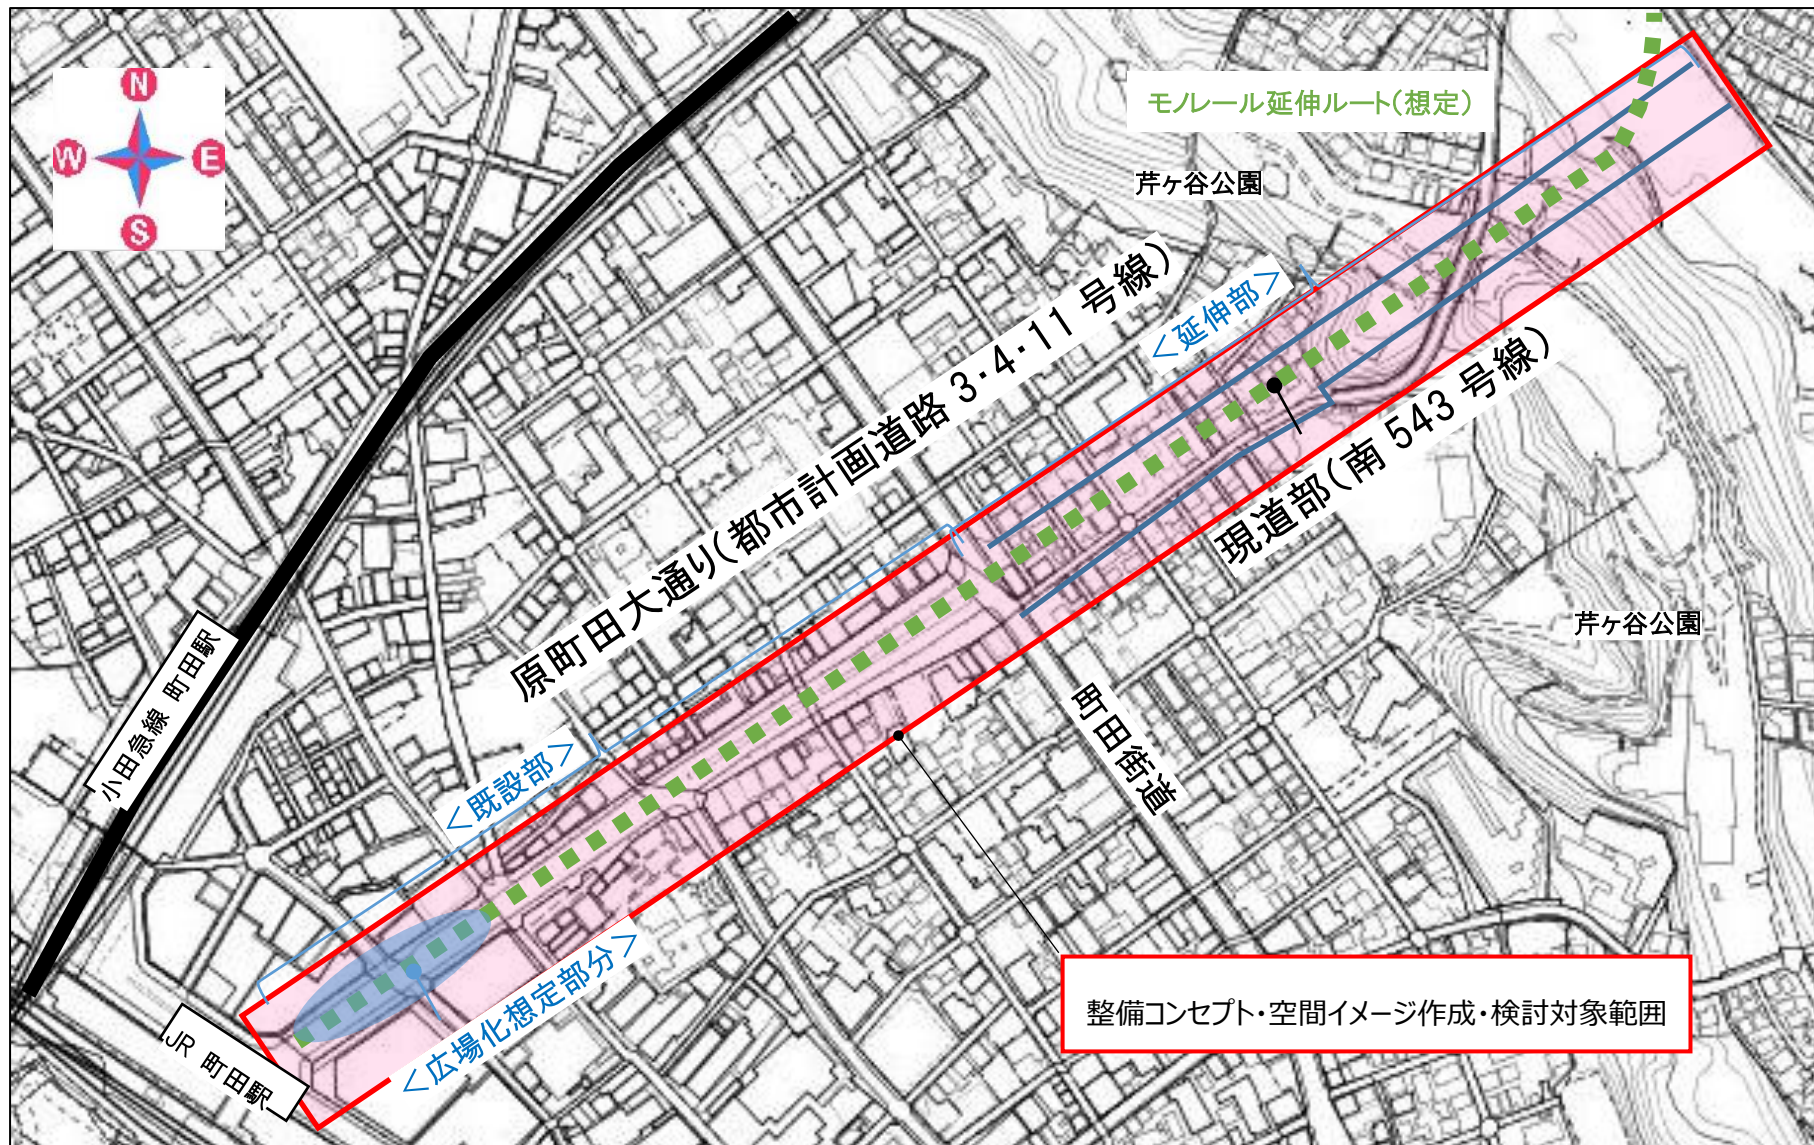 N
W
E
S
モノレール延伸ルート(想定)
芹ヶ谷公園
原町田大通り(都市計画道路 3・4・11 号線)
<延伸部>
現道部(南 543 号線)
芹ヶ谷公園
小田急線 町田駅
<既設部>
町田街道
<広場化想定部分>
JR 町田駅
整備コンセプト・空間イメージ作成・検討対象範囲